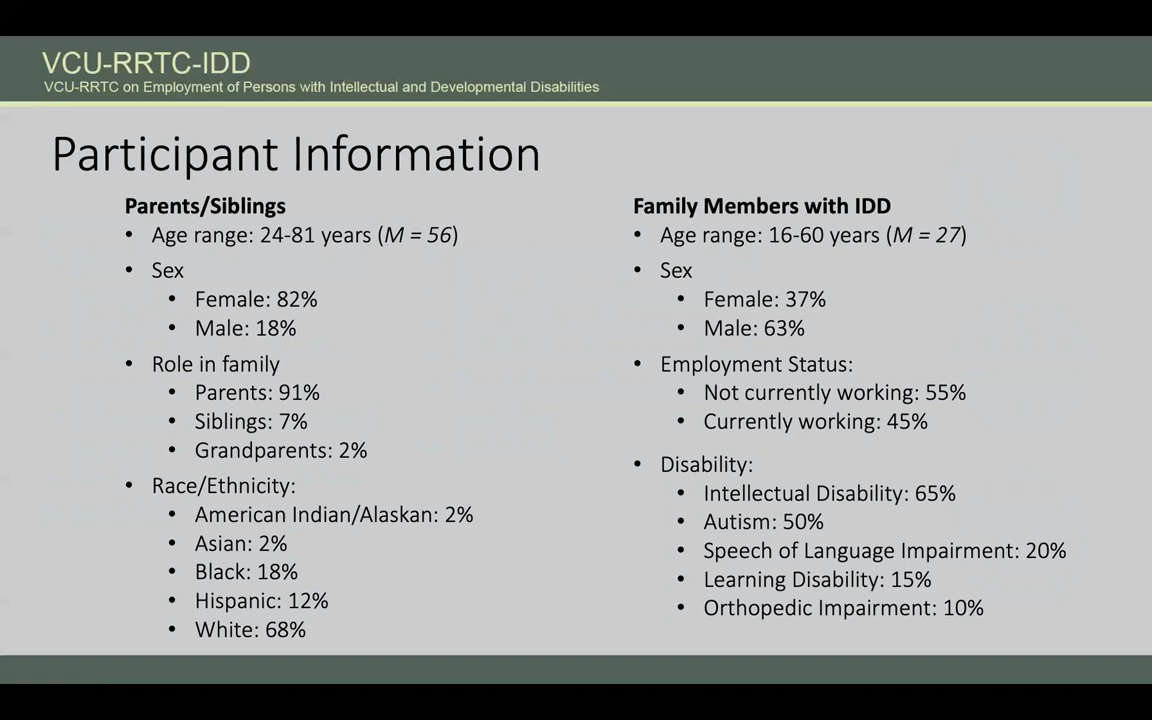 VCU-RRTC-IDD
VCU-RRTC on Employment of Persons with Intellectual and Developmental Disabilities
Participant Information
Parents/Siblings
• Age range: 24-81 years (M = 56)
• Sex
• Female: 82%
• Male: 18%
• Role in family
• Parents: 91%
• Siblings: 7%
• Grandparents: 2%
• Race/Ethnicity:
• American Indian/Alaskan: 2%
• Asian: 2%
• Black: 18%
• Hispanic: 12%
• White: 68%
Family Members with IDD
• Age range: 16-60 years (M = 27)
• Sex
• Female: 37%
• Male: 63%
• Employment Status:
• Not currently working: 55%
• Currently working: 45%
• Disability:
• Intellectual Disability: 65%
• Autism: 50%
• Speech of Language Impairment: 20%
• Learning Disability: 15%
• Orthopedic Impairment: 10%